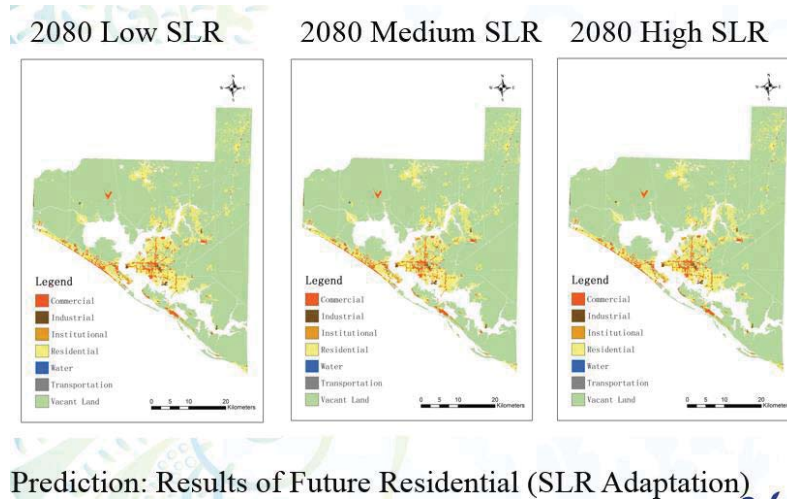 2080 Low SLR
2080 Medium SLR
2080 High SLR
N
W
E
S
Legend
Commercial
Industrial
Institutional
Residential
Water
Transportation
Vacant Land
0 5 10 20
Kilometers
N
W
E
S
Legend
Commercial
Industrial
Institutional
Residential
Water
Transportation
Vacant Land
0 5 10 20
Kilometers
N
W
E
S
Legend
Commercial
Industrial
Institutional
Residential
Water
Transportation
Vacant Land
0 5 10 20
Kilometers
Prediction: Results of Future Residential (SLR Adaptation)